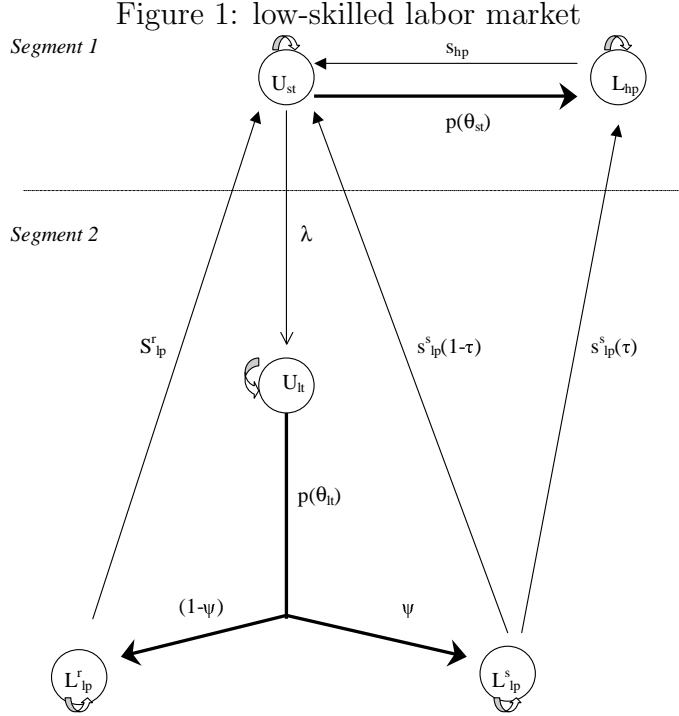 Figure 1: low-skilled labor market
Segment 1
s_hp
U_st
L_hp
p(θ_st)
Segment 2
λ
S^r_lp
s^s_lp(1-τ)
s^s_lp(τ)
U_lt
p(θ_lt)
(1-ψ)
ψ
L^r_lp
L^s_lp